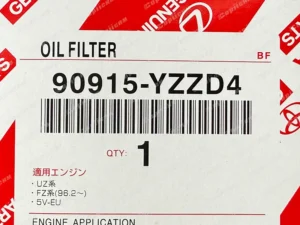 OIL FILTER
BF
90915-YZZD4
QTY: 1
適用エンジン
・UZ系
・FZ系(96.2～)
・5V-EU
ENGINE APPLICATION